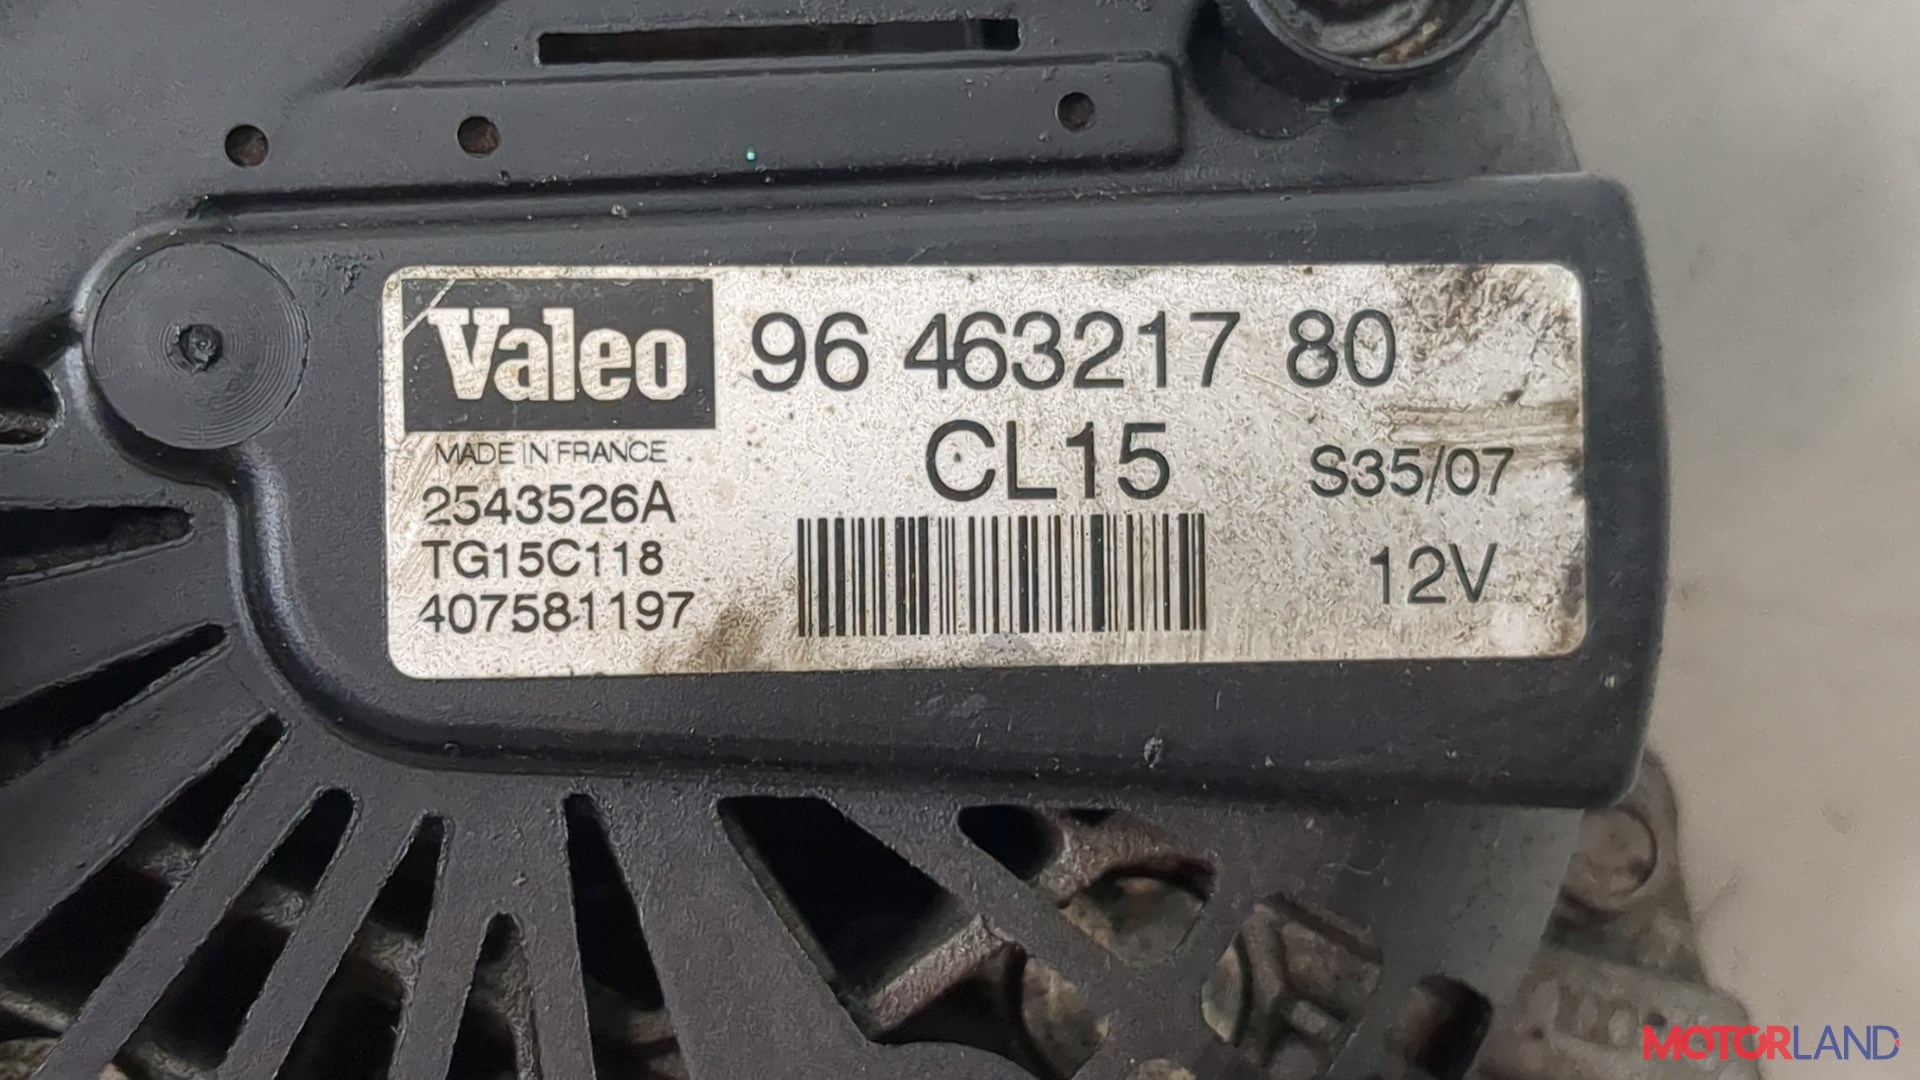 Valeo
96 463217 80
MADE IN FRANCE
CL15
S35/07
2543526A
TG15C118
12V
407581197
MOTORLAND